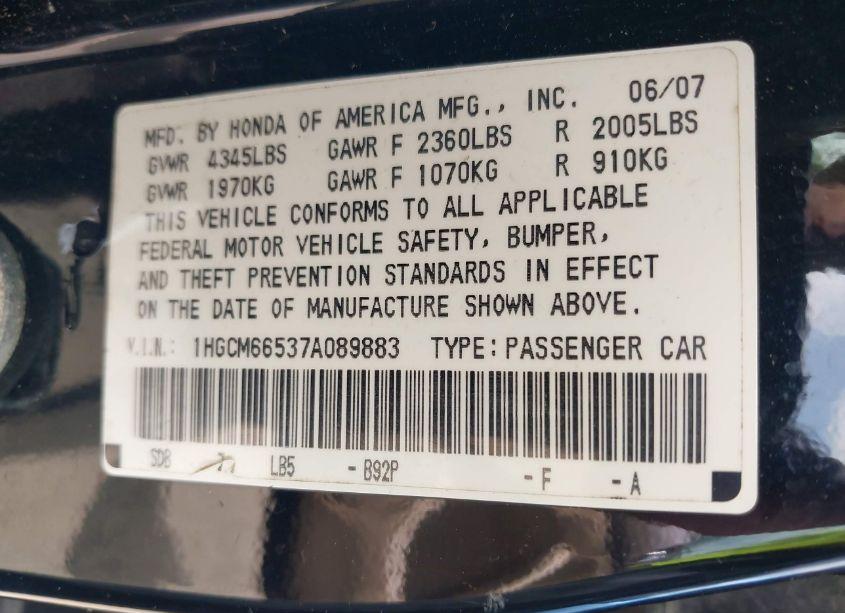 MFD. BY HONDA OF AMERICA MFG., INC. 06/07
GVWR 4345LBS GAWR F 2360LBS R 2005LBS
GVWR 1970KG GAWR F 1070KG R 910KG
THIS VEHICLE CONFORMS TO ALL APPLICABLE
FEDERAL MOTOR VEHICLE SAFETY, BUMPER,
AND THEFT PREVENTION STANDARDS IN EFFECT
ON THE DATE OF MANUFACTURE SHOWN ABOVE.
V.I.N.: 1HGCM66537A089883 TYPE: PASSENGER CAR
SDB LB5 -B92P -F -A